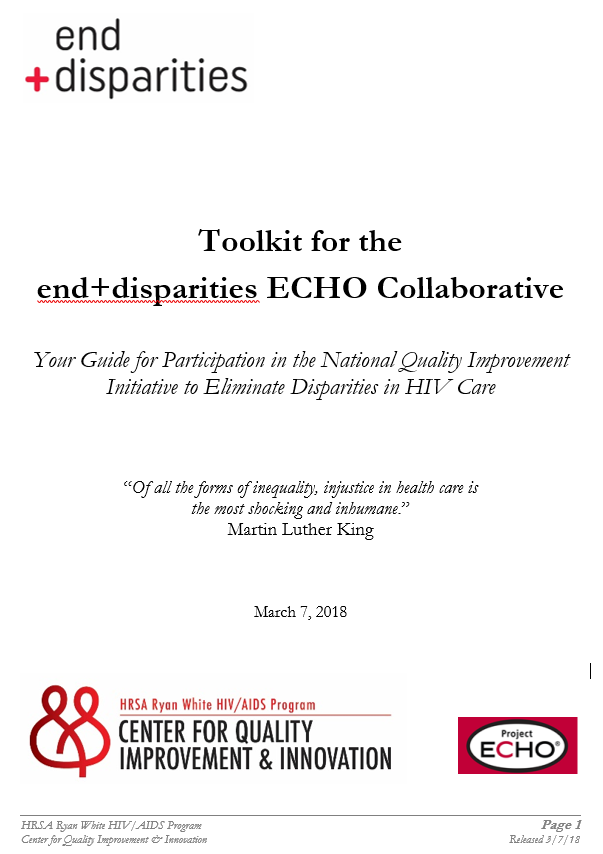 end
+disparities
Toolkit for the
end+disparities ECHO Collaborative
Your Guide for Participation in the National Quality Improvement
Initiative to Eliminate Disparities in HIV Care
“Of all the forms of inequality, injustice in health care is
the most shocking and inhumane.”
Martin Luther King
March 7, 2018
HRSA Ryan White HIV/AIDS Program
CENTER FOR QUALITY
IMPROVEMENT & INNOVATION
Project
ECHO®
HRSA Ryan White HIV/AIDS Program
Page 1
Center for Quality Improvement & Innovation
Released 3/7/18